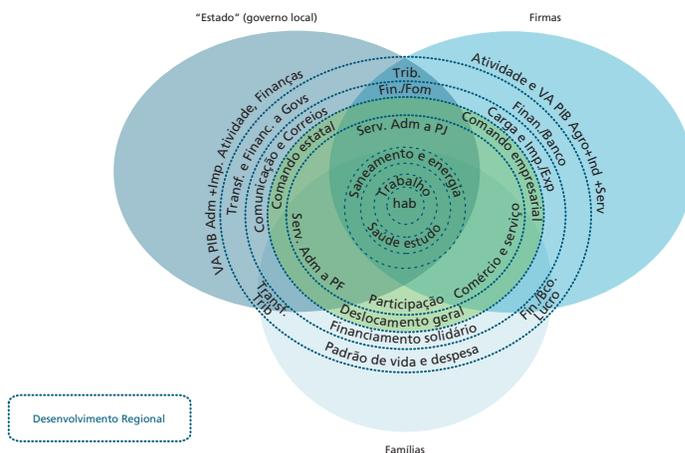 “Estado” (governo local)
Firmas
Trib.
Fin./Fom
Serv. Adm a PJ
VA PIB Adm +Imp. Atividade, Finanças
Transf. e Financ. a Govs
Comunicação e Correios
Comando estatal
Atividade e VA PIB Agro+Ind +Serv
Finan./Banco
Carga e Imp./Exp
Comando empresarial
Saneamento e energia
Trabalho
hab
Saúde estudo
Serv. Adm a PF
Comércio e serviço
Transf.
Trib
Fin./Bco.
Lucro
Participação
Deslocamento geral
Financiamento solidário
Padrão de vida e despesa
Desenvolvimento Regional
Famílias